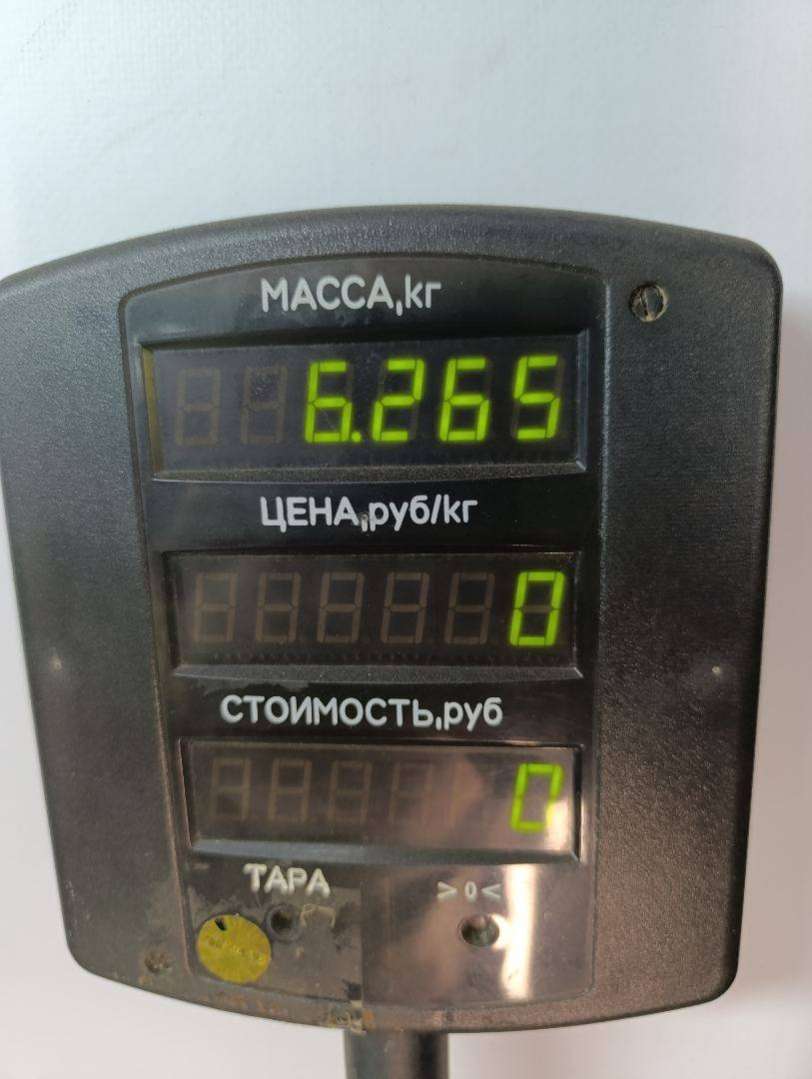 МАССА,кг
6.265
ЦЕНА,руб/кг
0
СТОИМОСТЬ,руб
0
ТАРА >0<